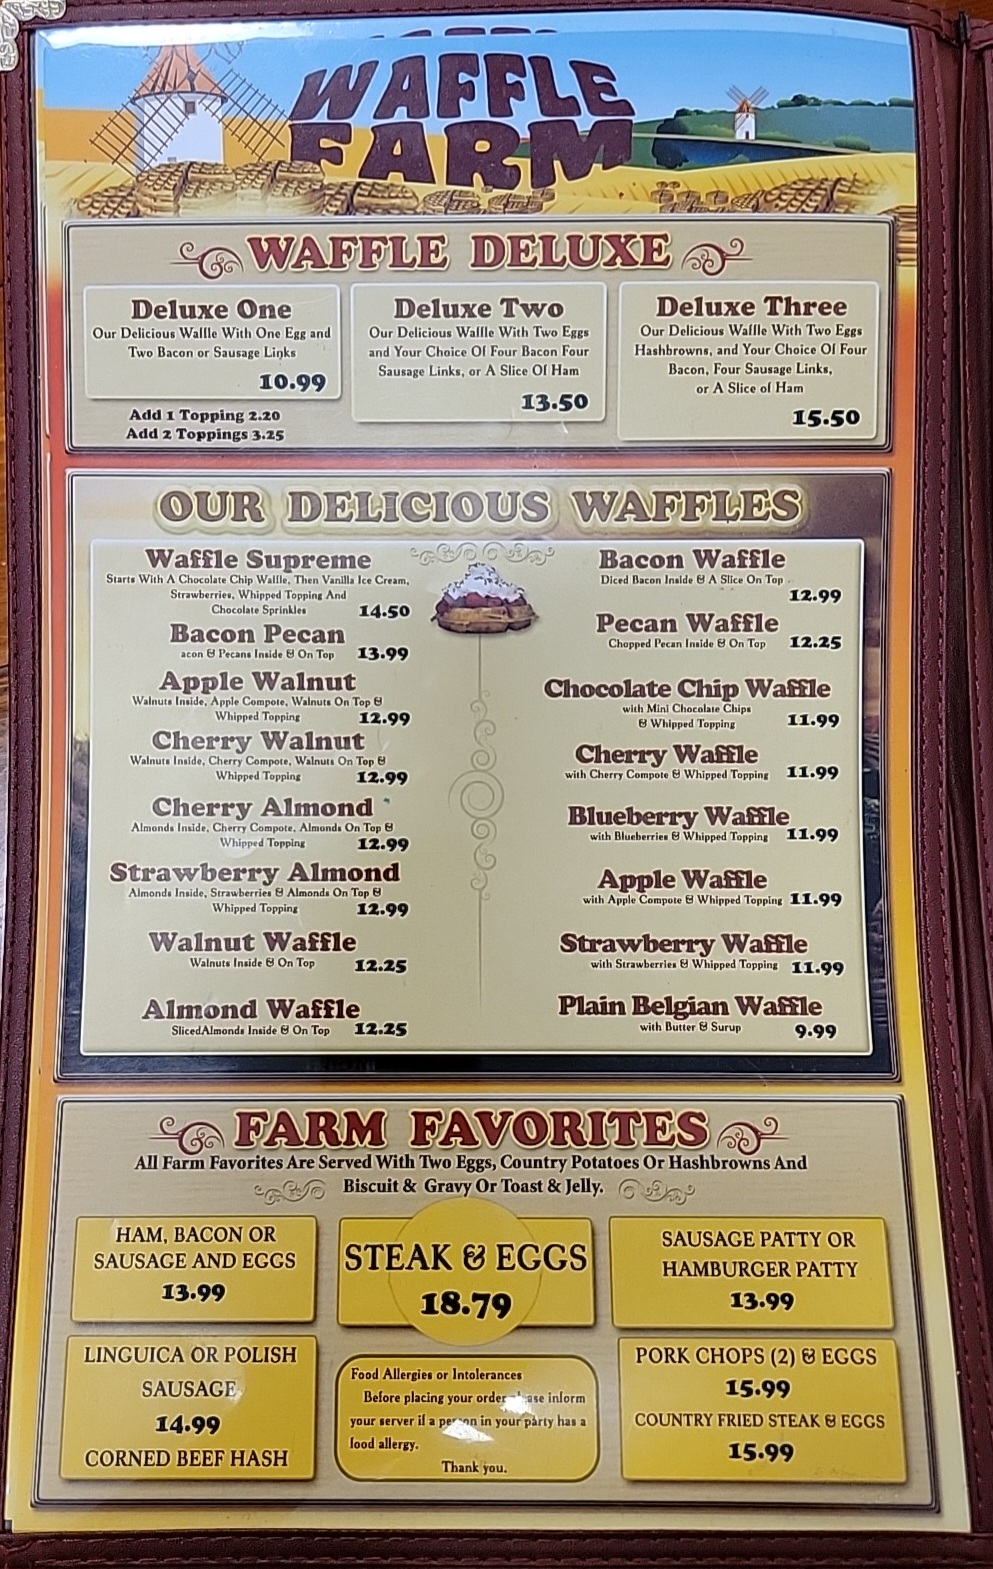 WAFFLE
FARM
WAFFLE DELUXE
Deluxe One
Our Delicious Waffle With One Egg and
Two Bacon or Sausage Links
10.99
Add 1 Topping 2.20
Add 2 Toppings 3.25
Deluxe Two
Our Delicious Waffle With Two Eggs
and Your Choice Of Four Bacon Four
Sausage Links, or A Slice Of Ham
13.50
Deluxe Three
Our Delicious Waffle With Two Eggs
Hashbrowns, and Your Choice Of Four
Bacon, Four Sausage Links,
or A Slice of Ham
15.50
OUR DELICIOUS WAFFLES
Waffle Supreme
Starts With A Chocolate Chip Waffle, Then Vanilla Ice Cream,
Strawberries, Whipped Topping And
Chocolate Sprinkles 14.50
Bacon Pecan
acon & Pecans Inside & On Top 13.99
Apple Walnut
Walnuts Inside, Apple Compote, Walnuts On Top &
Whipped Topping 12.99
Cherry Walnut
Walnuts Inside, Cherry Compote, Walnuts On Top &
Whipped Topping 12.99
Cherry Almond
Almonds Inside, Cherry Compote, Almonds On Top &
Whipped Topping 12.99
Strawberry Almond
Almonds Inside, Strawberries & Almonds On Top &
Whipped Topping 12.99
Walnut Waffle
Walnuts Inside & On Top 12.25
Almond Waffle
SlicedAlmonds Inside & On Top 12.25
Bacon Waffle
Diced Bacon Inside & A Slice On Top
12.99
Pecan Waffle
Chopped Pecan Inside & On Top 12.25
Chocolate Chip Waffle
with Mini Chocolate Chips
& Whipped Topping 11.99
Cherry Waffle
with Cherry Compote & Whipped Topping 11.99
Blueberry Waffle
with Blueberries & Whipped Topping 11.99
Apple Waffle
with Apple Compote & Whipped Topping 11.99
Strawberry Waffle
with Strawberries & Whipped Topping 11.99
Plain Belgian Waffle
with Butter & Surup 9.99
FARM FAVORITES
All Farm Favorites Are Served With Two Eggs, Country Potatoes Or Hashbrowns And
Biscuit & Gravy Or Toast & Jelly.
HAM, BACON OR
SAUSAGE AND EGGS
13.99
STEAK & EGGS
18.79
SAUSAGE PATTY OR
HAMBURGER PATTY
13.99
LINGUICA OR POLISH
SAUSAGE
14.99
CORNED BEEF HASH
Food Allergies or Intolerances
Before placing your order please inform
your server if a person in your party has a
food allergy.
Thank you.
PORK CHOPS (2) & EGGS
15.99
COUNTRY FRIED STEAK & EGGS
15.99